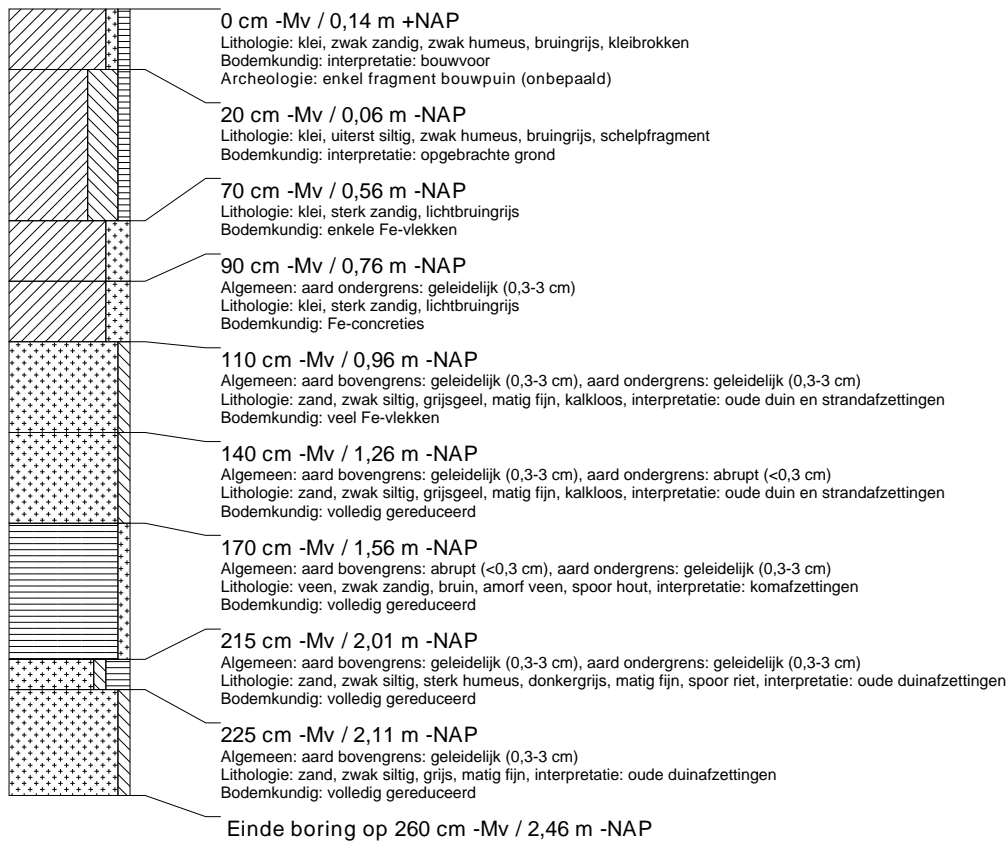 0 cm -Mv / 0,14 m +NAP
Lithologie: klei, zwak zandig, zwak humeus, bruingrijs, kleibrokken
Bodemkundig: interpretatie: bouwvoor
Archeologie: enkel fragment bouwpuin (onbepaald)
20 cm -Mv / 0,06 m -NAP
Lithologie: klei, uiterst siltig, zwak humeus, bruingrijs, schelpfragment
Bodemkundig: interpretatie: opgebrachte grond
70 cm -Mv / 0,56 m -NAP
Lithologie: klei, sterk zandig, lichtbruingrijs
Bodemkundig: enkele Fe-vlekken
90 cm -Mv / 0,76 m -NAP
Algemeen: aard ondergrens: geleidelijk (0,3-3 cm)
Lithologie: klei, sterk zandig, lichtbruingrijs
Bodemkundig: Fe-concreties
110 cm -Mv / 0,96 m -NAP
Algemeen: aard bovengrens: geleidelijk (0,3-3 cm), aard ondergrens: geleidelijk (0,3-3 cm)
Lithologie: zand, zwak siltig, grijsgeel, matig fijn, kalkloos, interpretatie: oude duin en strandafzettingen
Bodemkundig: veel Fe-vlekken
140 cm -Mv / 1,26 m -NAP
Algemeen: aard bovengrens: geleidelijk (0,3-3 cm), aard ondergrens: abrupt (<0,3 cm)
Lithologie: zand, zwak siltig, grijsgeel, matig fijn, kalkloos, interpretatie: oude duin en strandafzettingen
Bodemkundig: volledig gereduceerd
170 cm -Mv / 1,56 m -NAP
Algemeen: aard bovengrens: abrupt (<0,3 cm), aard ondergrens: geleidelijk (0,3-3 cm)
Lithologie: veen, zwak zandig, bruin, amorf veen, spoor hout, interpretatie: komafzettingen
Bodemkundig: volledig gereduceerd
215 cm -Mv / 2,01 m -NAP
Algemeen: aard bovengrens: geleidelijk (0,3-3 cm), aard ondergrens: geleidelijk (0,3-3 cm)
Lithologie: zand, zwak siltig, sterk humeus, donkergrijs, matig fijn, spoor riet, interpretatie: oude duinafzettingen
Bodemkundig: volledig gereduceerd
225 cm -Mv / 2,11 m -NAP
Algemeen: aard bovengrens: geleidelijk (0,3-3 cm)
Lithologie: zand, zwak siltig, grijs, matig fijn, interpretatie: oude duinafzettingen
Bodemkundig: volledig gereduceerd
Einde boring op 260 cm -Mv / 2,46 m -NAP